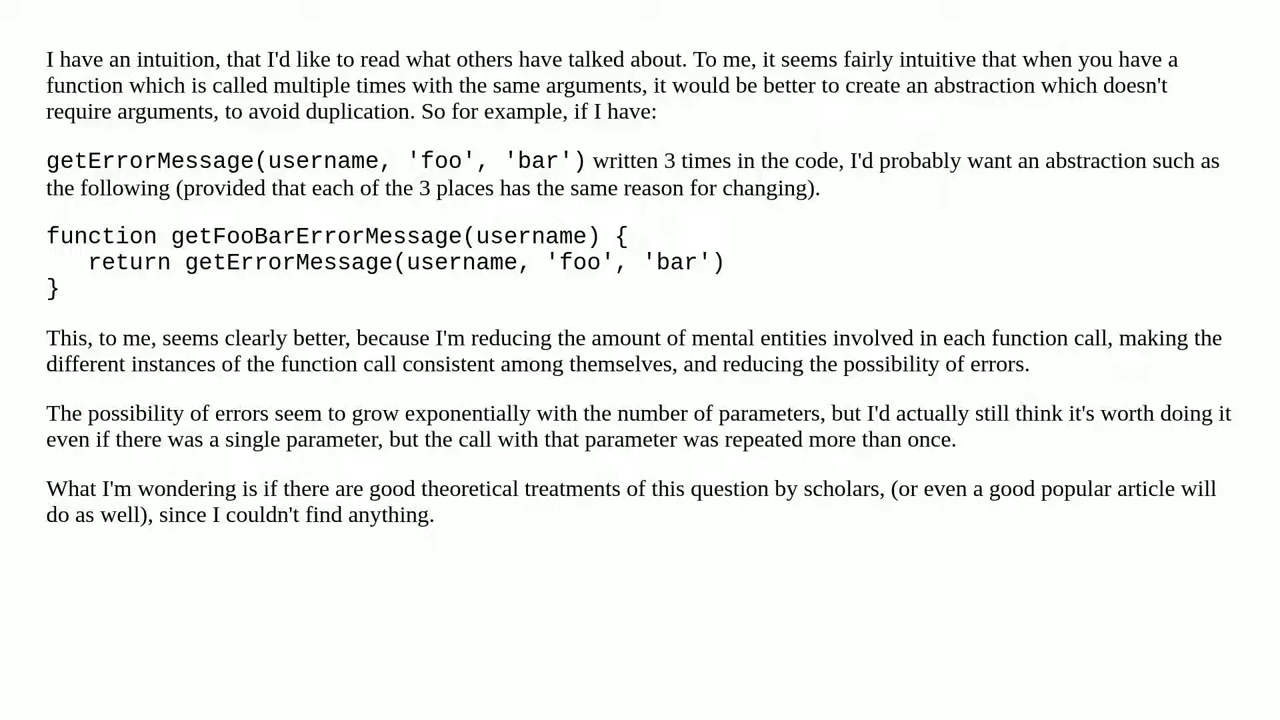 I have an intuition, that I'd like to read what others have talked about. To me, it seems fairly intuitive that when you have a
function which is called multiple times with the same arguments, it would be better to create an abstraction which doesn't
require arguments, to avoid duplication. So for example, if I have:
getErrorMessage(username, 'foo', 'bar') written 3 times in the code, I'd probably want an abstraction such as
the following (provided that each of the 3 places has the same reason for changing).
function getFooBarErrorMessage(username) {
   return getErrorMessage(username, 'foo', 'bar')
}
This, to me, seems clearly better, because I'm reducing the amount of mental entities involved in each function call, making the
different instances of the function call consistent among themselves, and reducing the possibility of errors.
The possibility of errors seem to grow exponentially with the number of parameters, but I'd actually still think it's worth doing it
even if there was a single parameter, but the call with that parameter was repeated more than once.
What I'm wondering is if there are good theoretical treatments of this question by scholars, (or even a good popular article will
do as well), since I couldn't find anything.